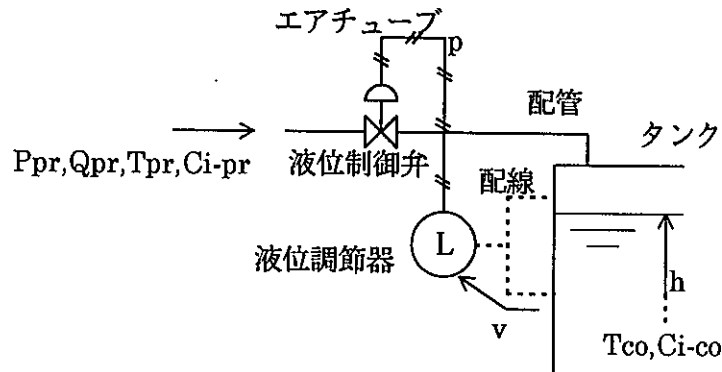 エアチューブ
p
配管
タンク
Ppr,Qpr,Tpr,Ci-pr
液位制御弁
配線
液位調節器
L
h
v
Tco,Ci-co